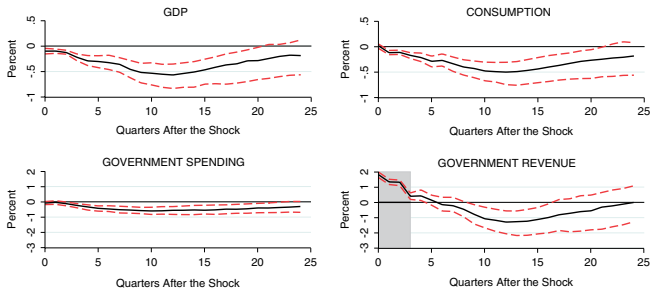 GDP
Percent
.5
0
-.5
-1
0 5 10 15 20 25
Quarters After the Shock
CONSUMPTION
Percent
.5
0
-.5
-1
0 5 10 15 20 25
Quarters After the Shock
GOVERNMENT SPENDING
Percent
2
1
0
-1
-2
-3
0 5 10 15 20 25
Quarters After the Shock
GOVERNMENT REVENUE
Percent
2
1
0
-1
-2
-3
0 5 10 15 20 25
Quarters After the Shock